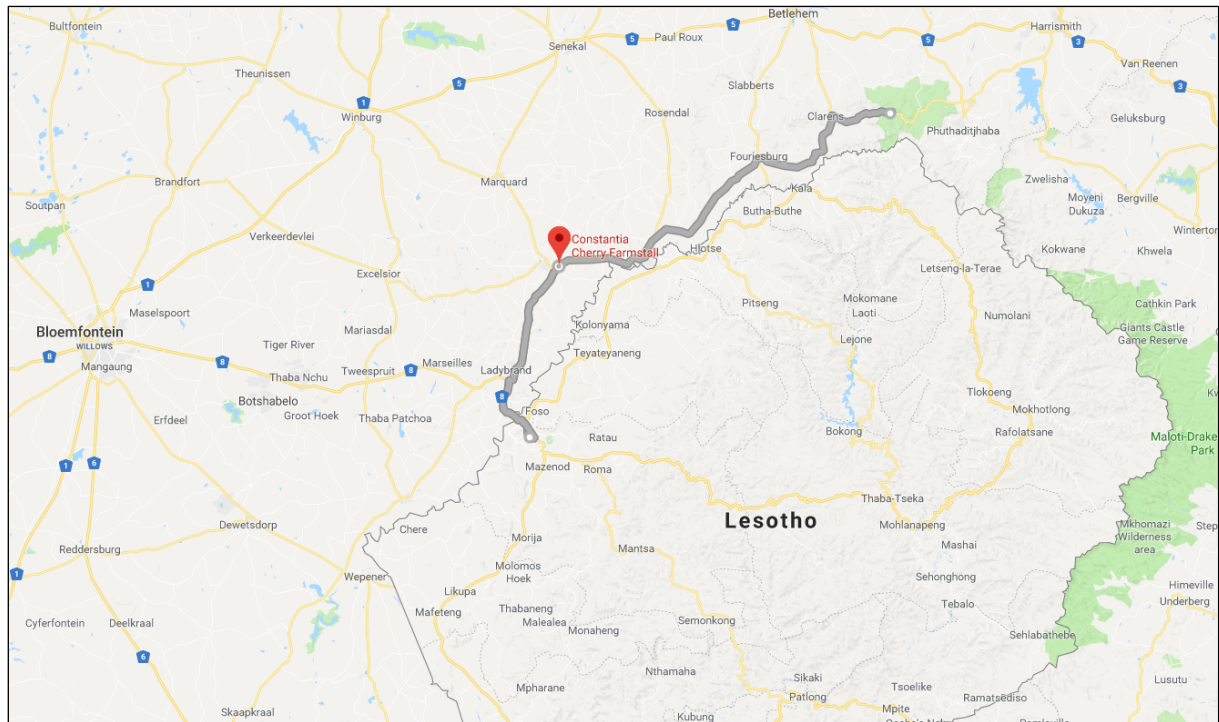 Bultfontein
Betlehem
Harrismith
Senekal
5
Paul Roux
5
5
3
Van Reenen
Theunissen
1
5
Slabberts
3
Winburg
Rosendal
Clarens
Geluksburg
Phuthaditjhaba
Fouriesburg
Brandfort
Marquard
Kala
Zwelisha
Soutpan
Butha-Buthe
Moyeni
Dukuza
Bergville
Verkeerdevlei
Constantia
Cherry Farmstall
Hlotse
Winterton
Kokwane
Khwela
Excelsior
Letseng-la-Terae
1
Pitseng
Mokomane
Laoti
Cathkin Park
Maselspoort
Numolani
Bloemfontein
WILLOWS
Mariasdal
Kolonyama
Giants Castle
Game Reserve
Tiger River
Teyateyaneng
Lejone
8
Mangaung
8
Thaba Nchu
Tweespruit
8
Marseilles
Ladybrand
Tlokoeng
8
Botshabelo
Groot Hoek
Thaba Patchoa
Foso
Mokhotlong
Erfdeel
Ratau
Bokong
Rafolatsane
Maloti-Drake
Park
1
6
Mazenod
Roma
Thaba-Tseka
Dewetsdorp
Lesotho
Mohlanapeng
Chere
Mkhomazi
Wilderness
area
Step
Reddersburg
Morija
Mantsa
Mashai
1
Wepener
Molomos
Hoek
Sehonghong
Himeville
Likupa
Underberg
Mafeteng
Thabaneng
Malealea
Tebalo
Cyferfontein
Deelkraal
Monaheng
Semonkong
Sehlabathebe
6
Nthamaha
Sikaki
Tsoelike
Lusutu
Mpharane
Patlong
Ramatsēdiso
Skaapkraal
Kubung
Mpite